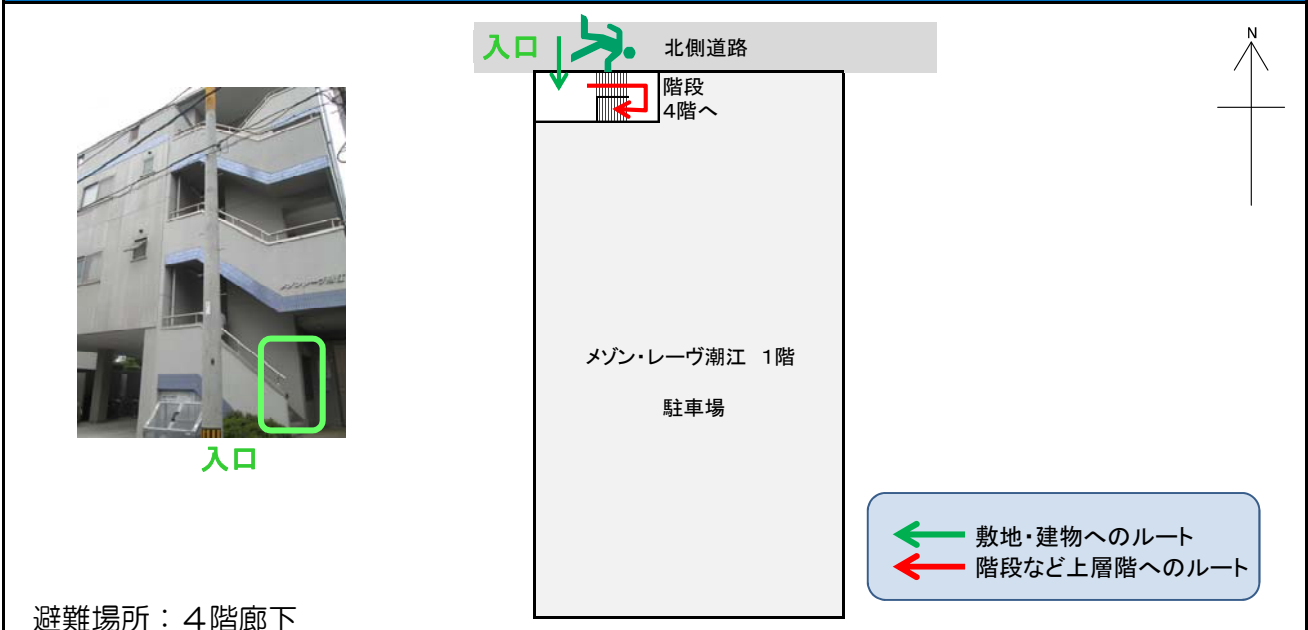 入口
北側道路
階段
4階へ
N
入口
メゾン・レーヴ潮江 1階
駐車場
敷地・建物へのルート
階段など上層階へのルート
避難場所：４階廊下